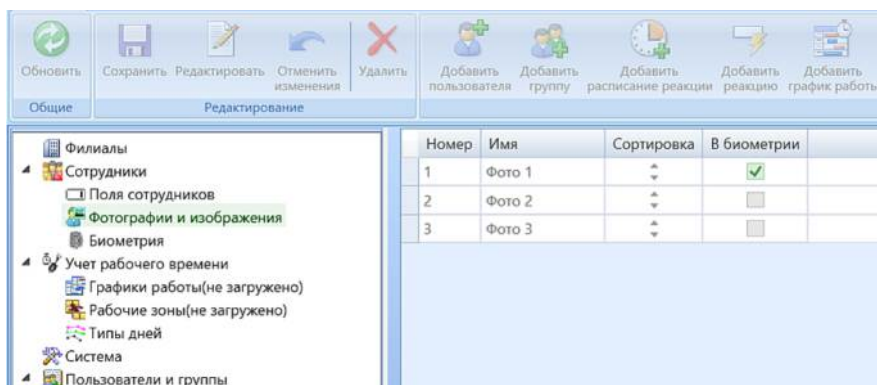 Обновить
Сохранить Редактировать Отменить изменения Удалить
Добавить пользователя Добавить группу Добавить расписание реакции Добавить реакцию Добавить график работы
Общие
Редактирование
Филиалы
Сотрудники
Поля сотрудников
Фотографии и изображения
Биометрия
Учет рабочего времени
Графики работы(не загружено)
Рабочие зоны(не загружено)
Типы дней
Система
Пользователи и группы
Номер Имя Сортировка В биометрии
1 Фото 1
2 Фото 2
3 Фото 3